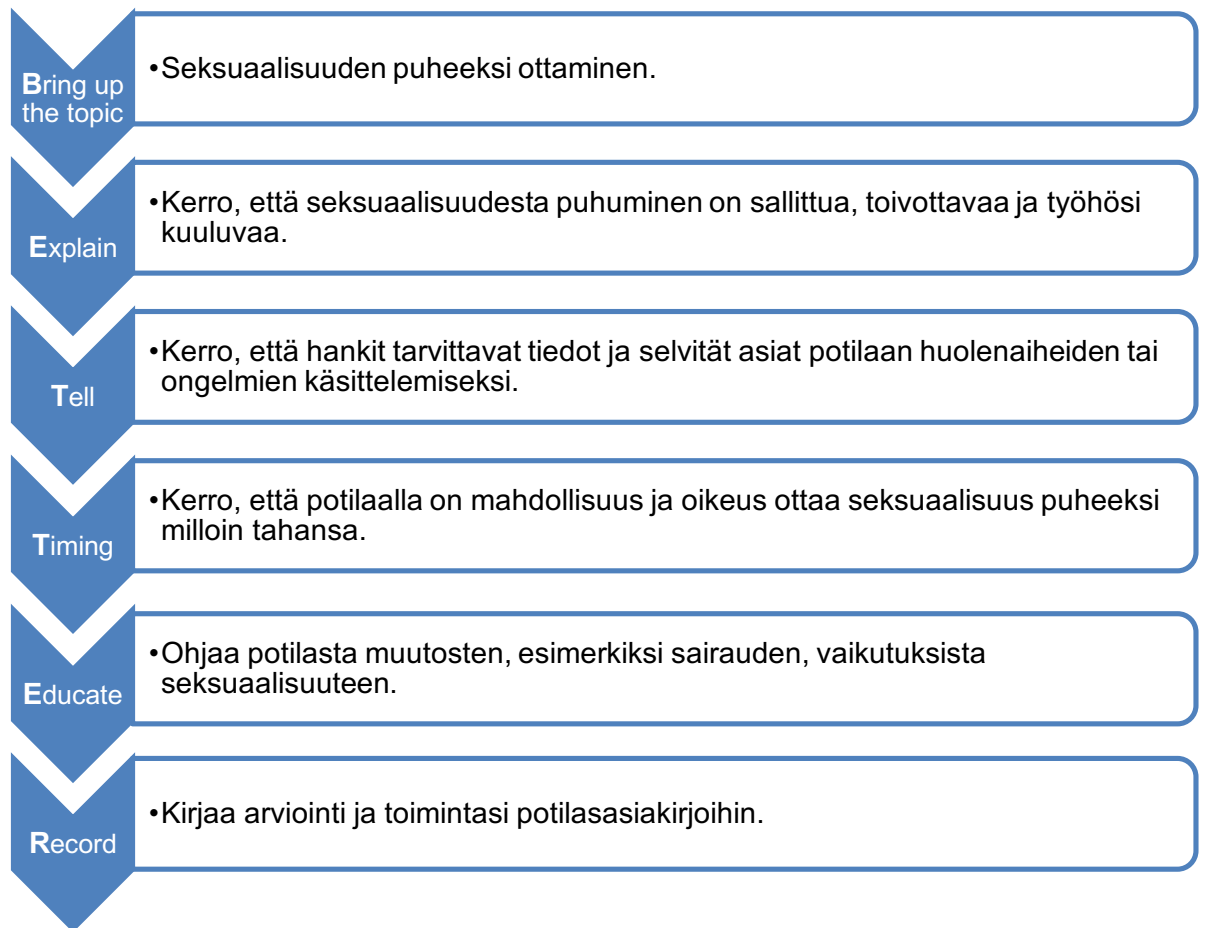 Bring up
the topic
•Seksuaalisuuden puheeksi ottaminen.
Explain
•Kerro, että seksuaalisuudesta puhuminen on sallittua, toivottavaa ja työhösi
kuuluvaa.
Tell
•Kerro, että hankit tarvittavat tiedot ja selvität asiat potilaan huolenaiheiden tai
ongelmien käsittelemiseksi.
Timing
•Kerro, että potilaalla on mahdollisuus ja oikeus ottaa seksuaalisuus puheeksi
milloin tahansa.
Educate
•Ohjaa potilasta muutosten, esimerkiksi sairauden, vaikutuksista
seksuaalisuuteen.
Record
•Kirjaa arviointi ja toimintasi potilasasiakirjoihin.